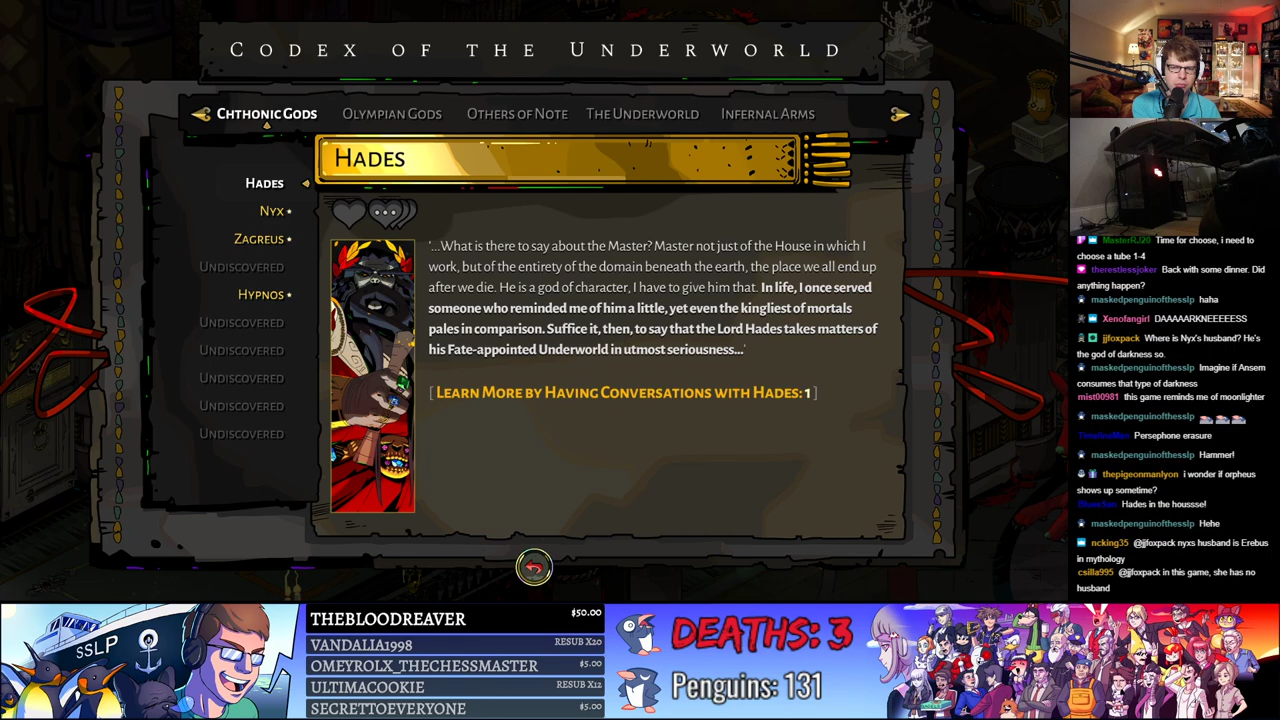 CODEX OF THE UNDERWORLD
CHTHONIC GODS
OLYMPIAN GODS
OTHERS OF NOTE
THE UNDERWORLD
INFERNAL ARMS
HADES
HADES
NYX
ZAGREUS
UNDISCOVERED
HYPNOS
UNDISCOVERED
UNDISCOVERED
UNDISCOVERED
UNDISCOVERED
UNDISCOVERED
'...What is there to say about the Master? Master not just of the House in which I
work, but of the entirety of the domain beneath the earth, the place we all end up
after we die. He is a god of character, I have to give him that. In life, I once served
someone who reminded me of him a little, yet even the kingliest of mortals
pales in comparison. Suffice it, then, to say that the Lord Hades takes matters of
his Fate-appointed Underworld in utmost seriousness...'
[ LEARN MORE BY HAVING CONVERSATIONS WITH HADES: 1 ]
MasterRJ20 Time for choose, i need to
choose a tube 1-4
therestlessjoker Back with some dinner. Did
anything happen?
maskedpenguinofthesslp haha
Xenofangirl DAAAARKNEEEESS
jjfoxpack Where is Nyx's husband? He's
the god of darkness so.
maskedpenguinofthesslp Imagine if Ansem
consumes that type of darkness
mist00981 this game reminds me of moonlighter
maskedpenguinofthesslp
Persephone erasure
maskedpenguinofthesslp Hammer!
thepigeonmanlyon i wonder if orpheus
shows up sometime?
Hades in the housssse!
maskedpenguinofthesslp Hehe
ncking35 @jjfoxpack nyxs husband is Erebus
in mythology
csilla995 @jjfoxpack in this game, she has no
husband
SSLP
THEBLOODREAVER $50.00
VANDALIA1998 RESUB X20
OMEYROLX_THECHESSMASTER $5.00
ULTIMACOOKIE RESUB X12
SECRETTOEVERYONE $5.00
DEATHS: 3
Penguins: 131